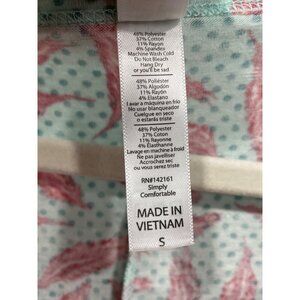 48% Polyester
37% Cotton
11% Rayon
4% Spandex
Machine Wash Cold
Do Not Bleach
Hang Dry
or you'll be sad
48% Poliéster
37% Algodón
11% Rayón
4% Elastano
Lavar a máquina en frío
No usar blanqueador
Cuelgue en seco
o estarás triste
48% Polyester
37% Coton
11% Rayonne
4% Élasthanne
Lavage en machine à froid
Ne pas javelliser
Accrochez sec
ou vous serez triste
RN#142161
Simply
Comfortable
MADE IN
VIETNAM
S